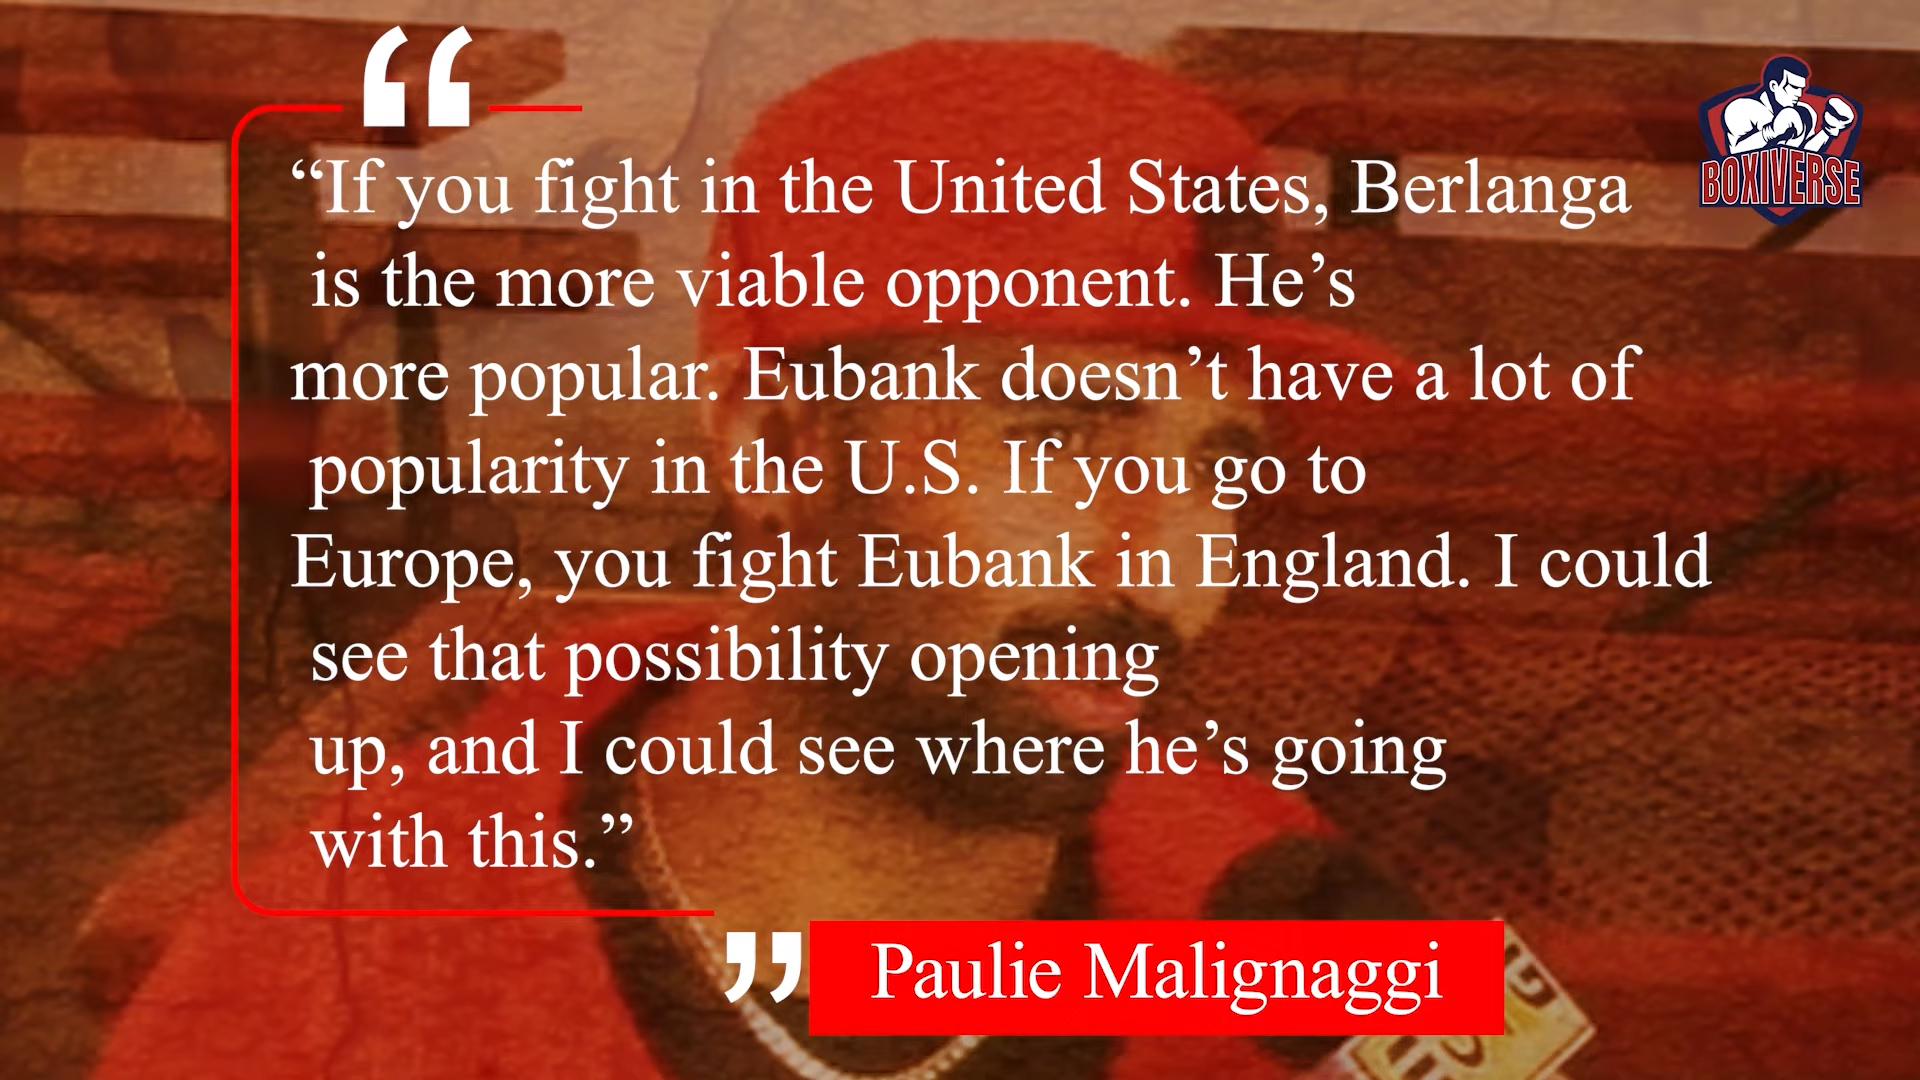 “
BOXIVERSE
“If you fight in the United States, Berlanga
is the more viable opponent. He’s
more popular. Eubank doesn’t have a lot of
popularity in the U.S. If you go to
Europe, you fight Eubank in England. I could
see that possibility opening
up, and I could see where he’s going
with this.”
” Paulie Malignaggi